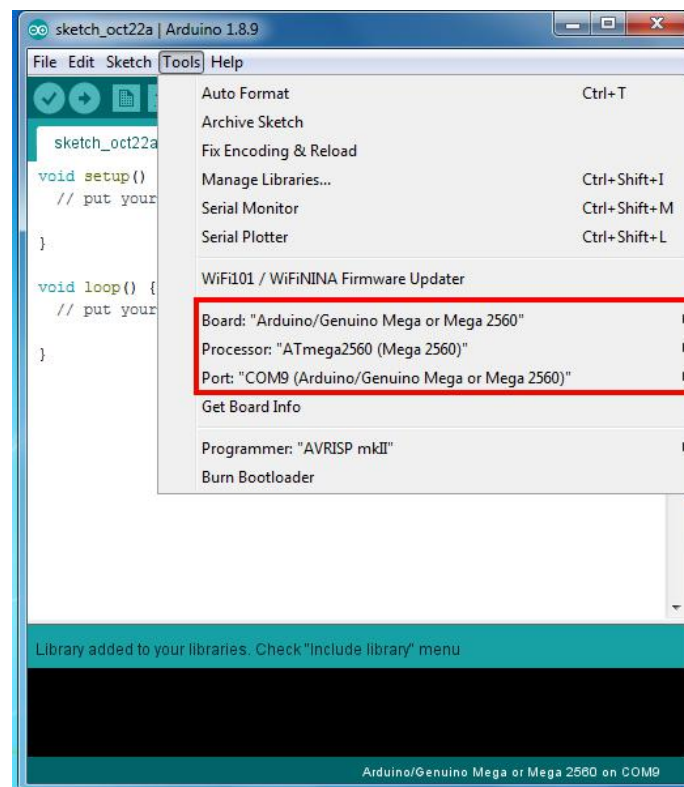 sketch_oct22a | Arduino 1.8.9
File Edit Sketch Tools Help
Auto Format Ctrl+T
Archive Sketch
sketch_oct22a
Fix Encoding & Reload
void setup()
Manage Libraries... Ctrl+Shift+I
// put your
Serial Monitor Ctrl+Shift+M
}
Serial Plotter Ctrl+Shift+L
WiFi101 / WiFiNINA Firmware Updater
void loop() {
// put your
Board: "Arduino/Genuino Mega or Mega 2560"
Processor: "ATmega2560 (Mega 2560)"
}
Port: "COM9 (Arduino/Genuino Mega or Mega 2560)"
Get Board Info
Programmer: "AVRISP mkII"
Burn Bootloader
Library added to your libraries. Check "Include library" menu
Arduino/Genuino Mega or Mega 2560 on COM9